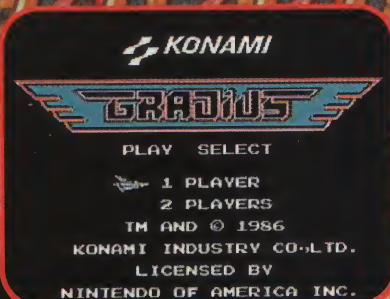 KONAMI
GRADIUS
PLAY SELECT
1 PLAYER
2 PLAYERS
TM AND © 1986
KONAMI INDUSTRY CO.,LTD.
LICENSED BY
NINTENDO OF AMERICA INC.